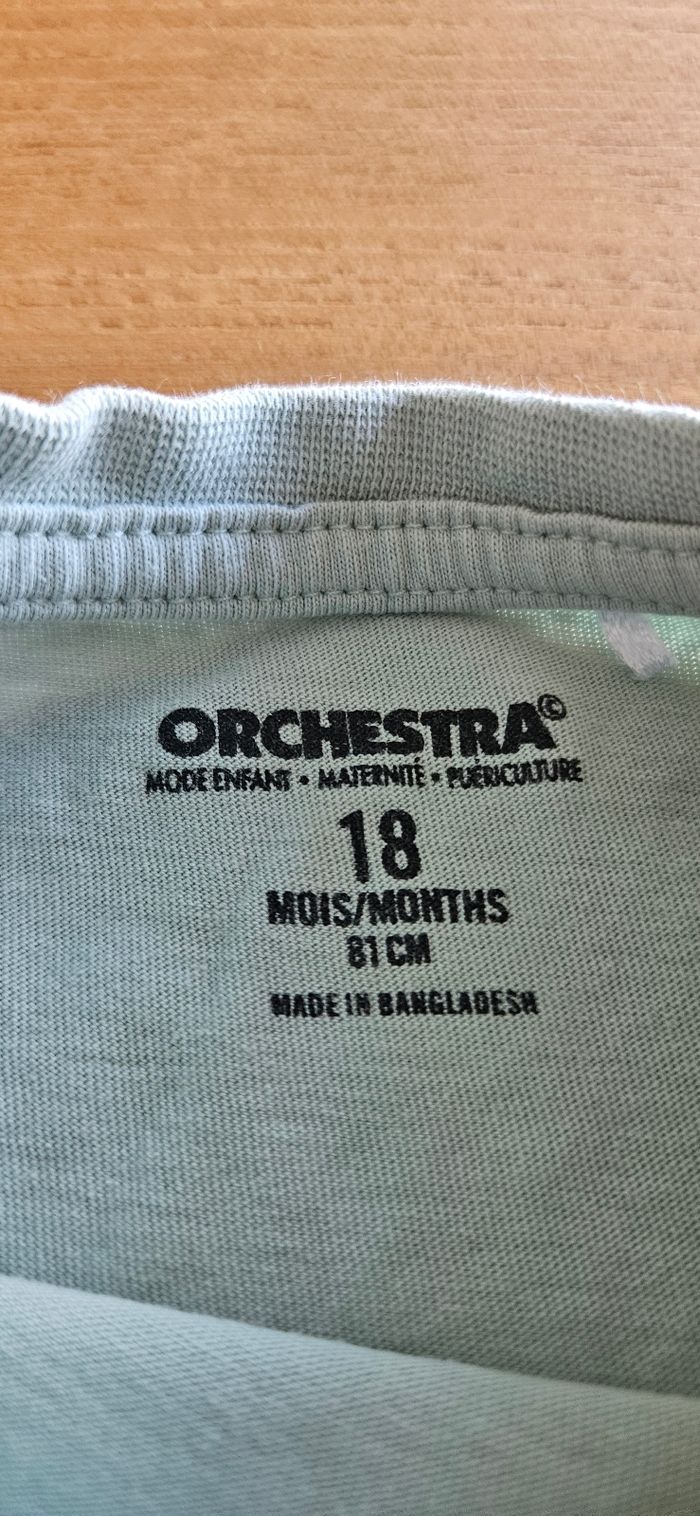 ORCHESTRA©
MODE ENFANT • MATERNITÉ • PUÉRICULTURE
18
MOIS/MONTHS
81 CM
MADE IN BANGLADESH